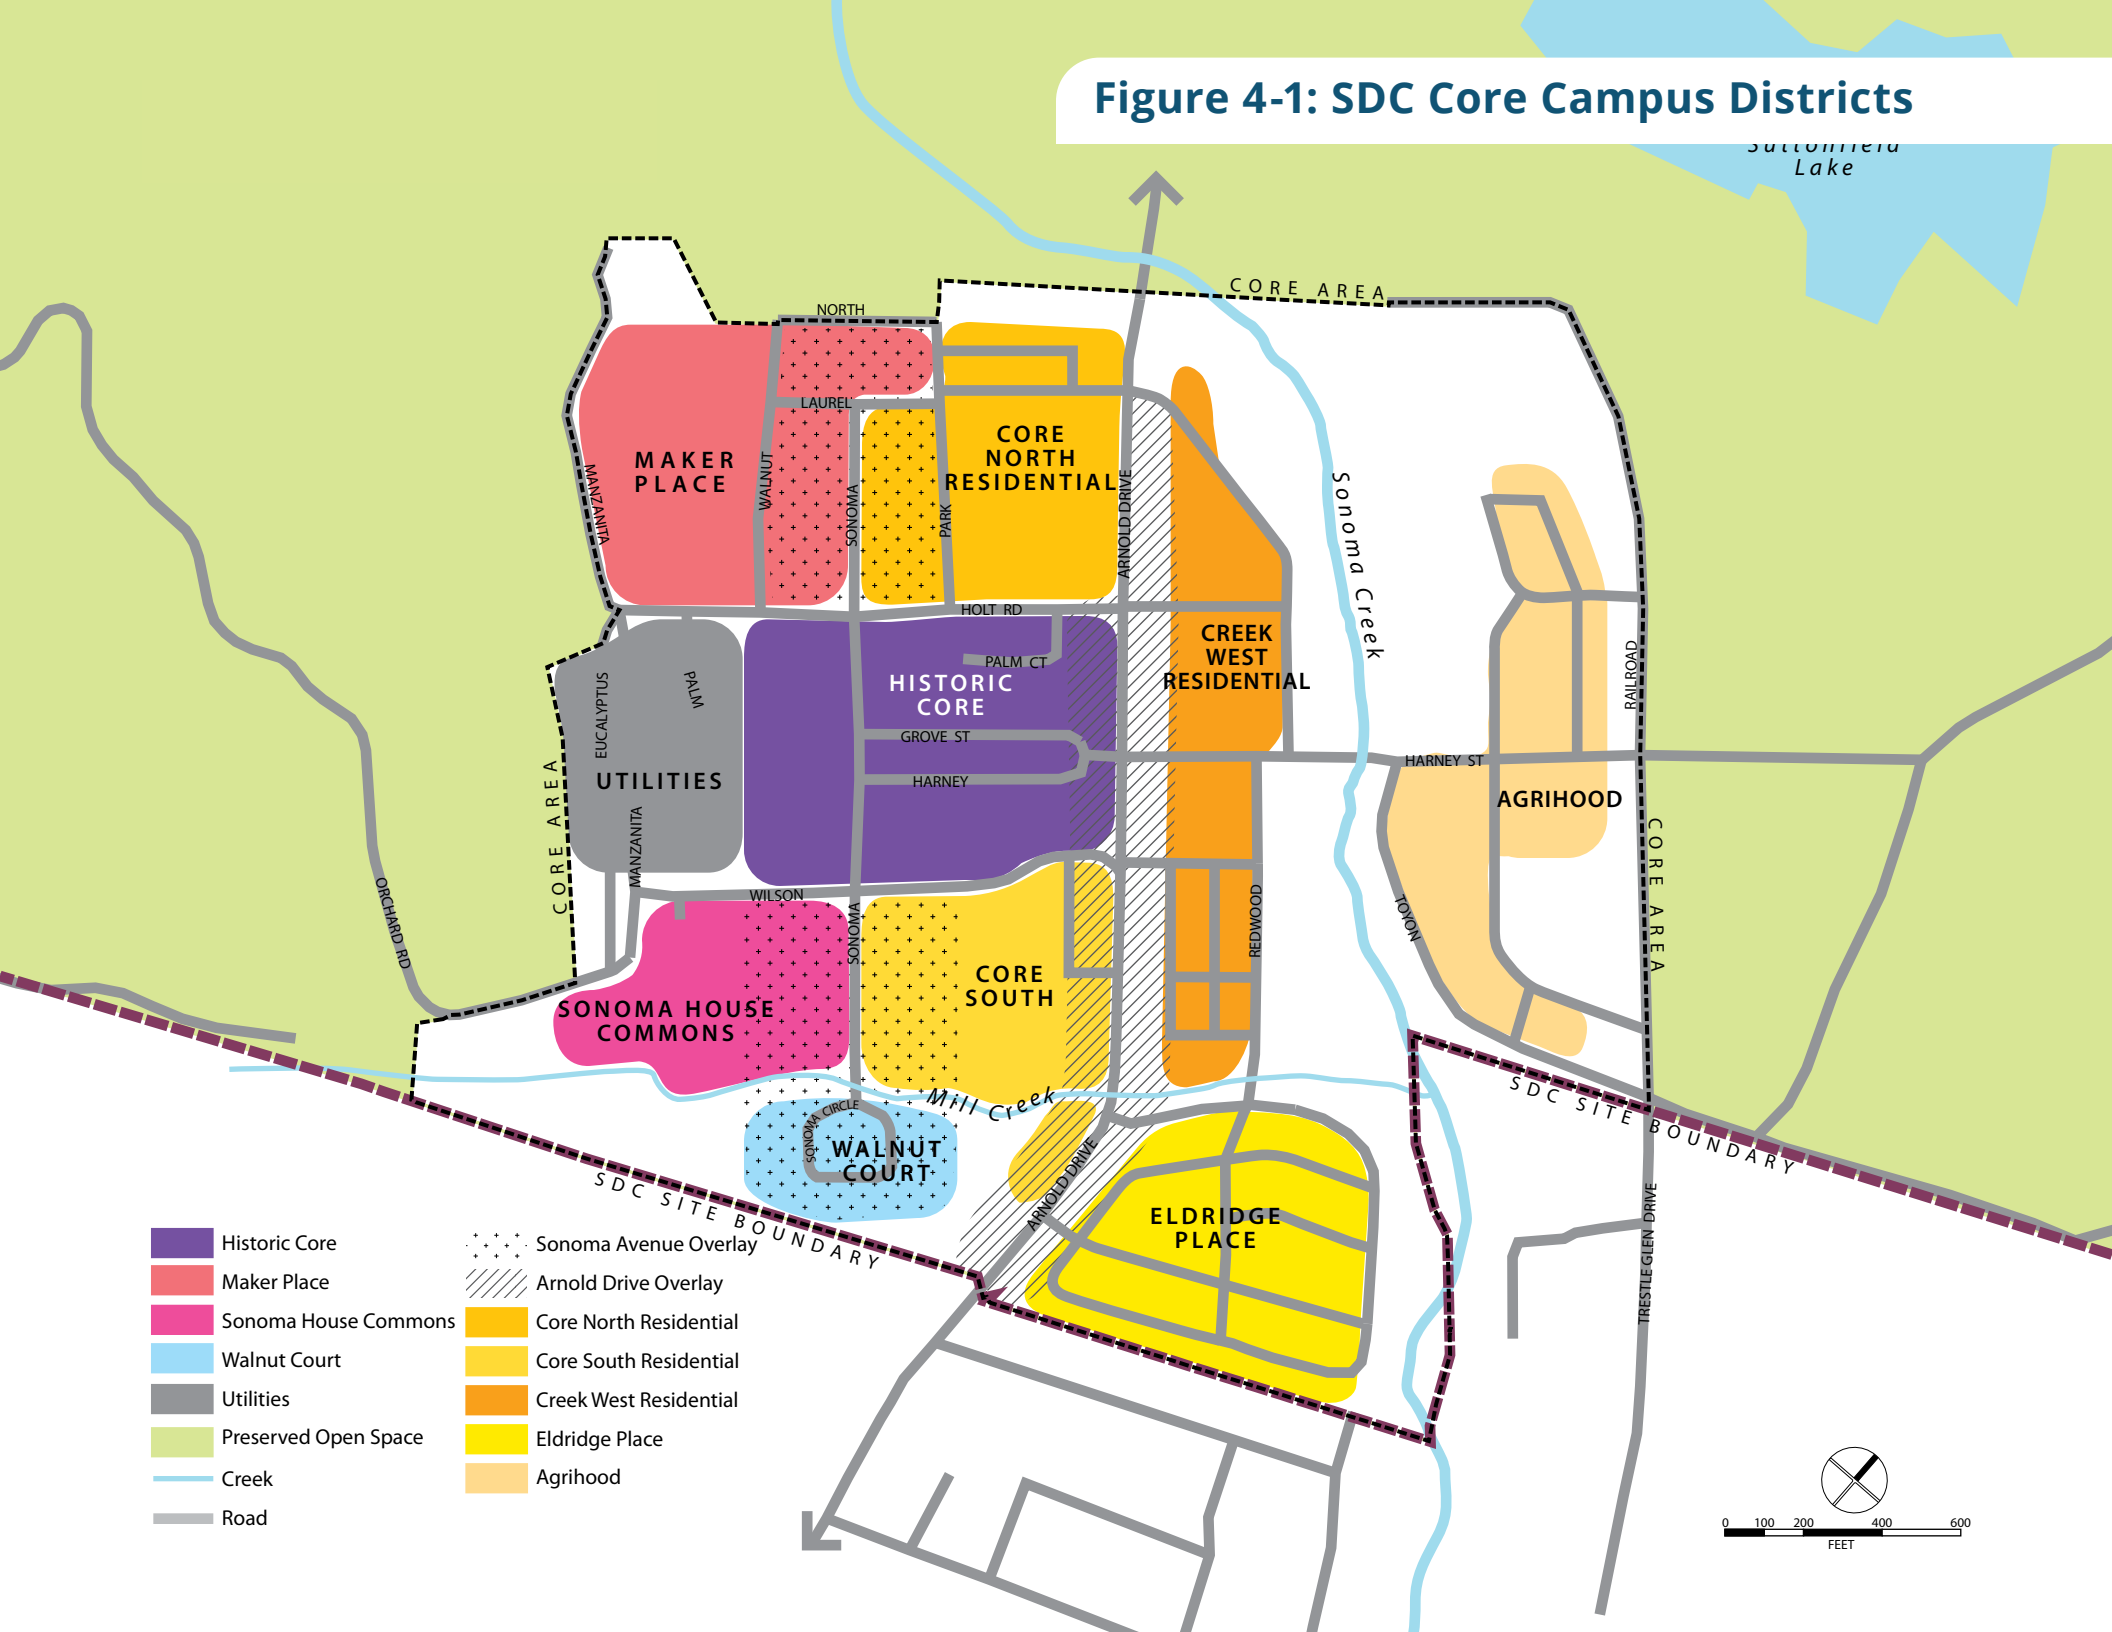 Figure 4-1: SDC Core Campus Districts
Lake
CORE AREA
NORTH
LAUREL
MAKER
PLACE
CORE
NORTH
RESIDENTIAL
MANZANITA
WALNUT
SONOMA
PARK
ARNOLD DRIVE
Sonoma Creek
HOLT RD
CREEK
WEST
RESIDENTIAL
PALM CT
HISTORIC
CORE
EUCALYPTUS
PALM
RAILROAD
GROVE ST
HARNEY
HARNEY ST
UTILITIES
AGRIHOOD
CORE AREA
MANZANITA
CORE AREA
ORCHARD RD
WILSON
SONOMA
REDWOOD
TOYON
CORE
SOUTH
SONOMA HOUSE
COMMONS
Mill Creek
SONOMA CIRCLE
WALNUT
COURT
ARNOLD DRIVE
SDC SITE BOUNDARY
SDC SITE BOUNDARY
ELDRIDGE
PLACE
TRESTLE GLEN DRIVE
Historic Core
Maker Place
Sonoma House Commons
Walnut Court
Utilities
Preserved Open Space
Creek
Road
Sonoma Avenue Overlay
Arnold Drive Overlay
Core North Residential
Core South Residential
Creek West Residential
Eldridge Place
Agrihood
0 100 200 400 600
FEET